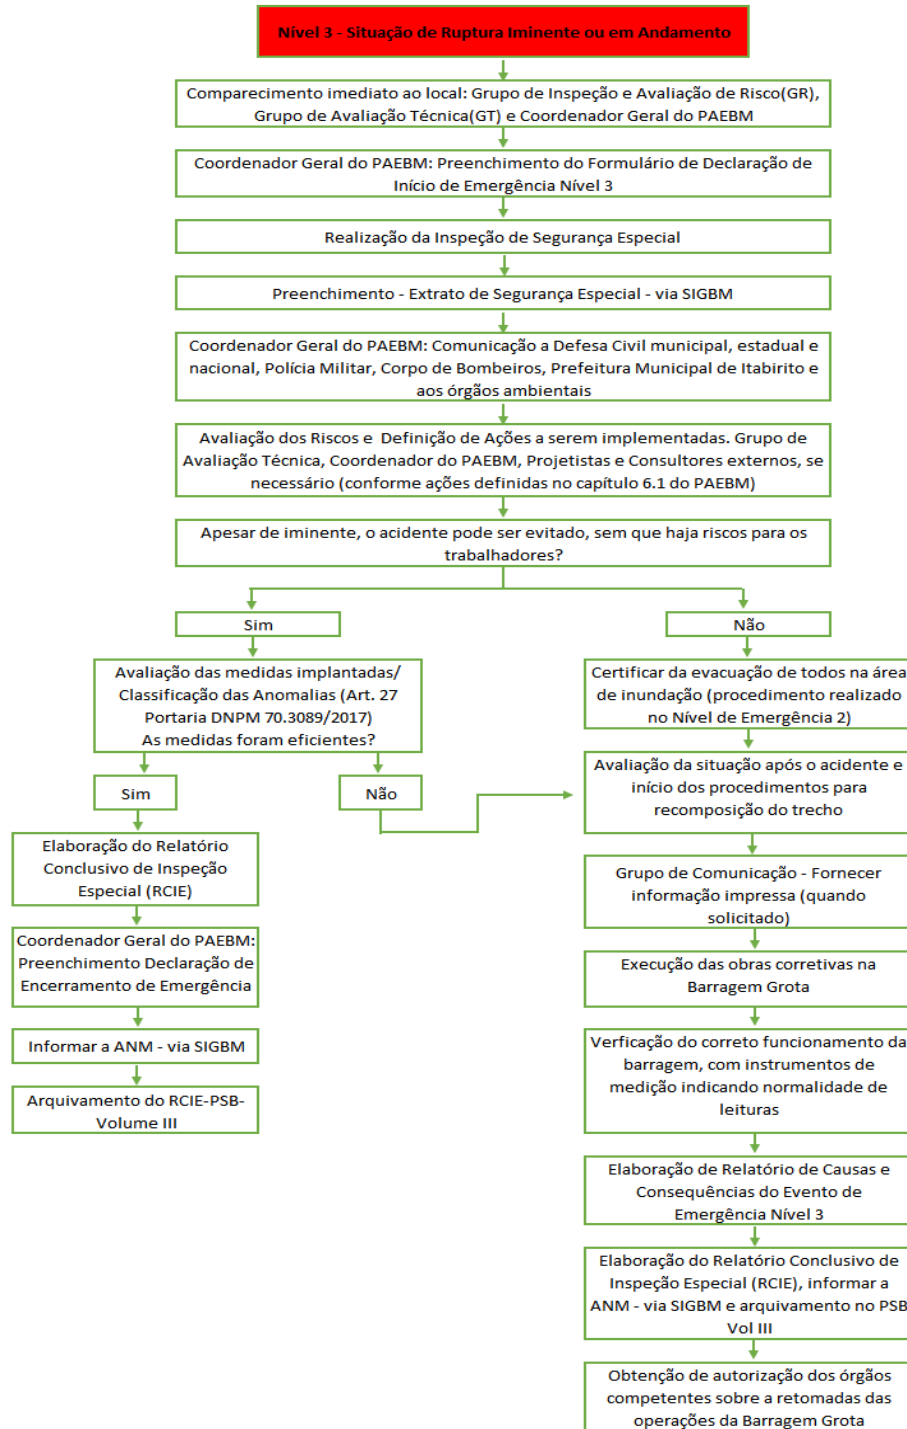 Nível 3 - Situação de Ruptura Iminente ou em Andamento
Comparecimento imediato ao local: Grupo de Inspeção e Avaliação de Risco(GR),
Grupo de Avaliação Técnica(GT) e Coordenador Geral do PAEBM
Coordenador Geral do PAEBM: Preenchimento do Formulário de Declaração de
Início de Emergência Nível 3
Realização da Inspeção de Segurança Especial
Preenchimento - Extrato de Segurança Especial - via SIGBM
Coordenador Geral do PAEBM: Comunicação a Defesa Civil municipal, estadual e
nacional, Polícia Militar, Corpo de Bombeiros, Prefeitura Municipal de Itabirito e
aos órgãos ambientais
Avaliação dos Riscos e Definição de Ações a serem implementadas. Grupo de
Avaliação Técnica, Coordenador do PAEBM, Projetistas e Consultores externos, se
necessário (conforme ações definidas no capítulo 6.1 do PAEBM)
Apesar de iminente, o acidente pode ser evitado, sem que haja riscos para os
trabalhadores?
Sim
Avaliação das medidas implantadas/
Classificação das Anomalias (Art. 27
Portaria DNPM 70.3089/2017)
As medidas foram eficientes?
Sim
Não
Elaboração do Relatório
Conclusivo de Inspeção
Especial (RCIE)
Coordenador Geral do PAEBM:
Preenchimento Declaração de
Encerramento de Emergência
Informar a ANM - via SIGBM
Arquivamento do RCIE-PSB-
Volume III
Não
Certificar da evacuação de todos na área
de inundação (procedimento realizado
no Nível de Emergência 2)
Avaliação da situação após o acidente e
início dos procedimentos para
recomposição do trecho
Grupo de Comunicação - Fornecer
informação impressa (quando
solicitado)
Execução das obras corretivas na
Barragem Grota
Verficação do correto funcionamento da
barragem, com instrumentos de
medição indicando normalidade de
leituras
Elaboração de Relatório de Causas e
Consequências do Evento de
Emergência Nível 3
Elaboração do Relatório Conclusivo de
Inspeção Especial (RCIE), informar a
ANM - via SIGBM e arquivamento no PSB
Vol III
Obtenção de autorização dos órgãos
competentes sobre a retomadas das
operações da Barragem Grota